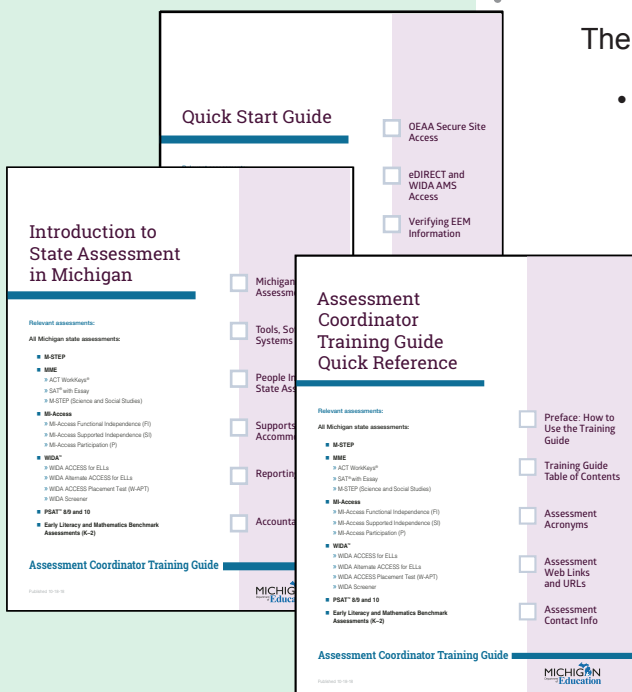 The
•
Quick Start Guide
OEAA Secure Site
Access
eDIRECT and
WIDA AMS
Access
Verifying EEM
Information
Introduction to
State Assessment
in Michigan
Relevant assessments:
All Michigan state assessments:
■ M-STEP
■ MME
» ACT WorkKeys®
» SAT® with Essay
» M-STEP (Science and Social Studies)
■ MI-Access
» MI-Access Functional Independence (FI)
» MI-Access Supported Independence (SI)
» MI-Access Participation (P)
■ WIDA™
» WIDA ACCESS for ELLs
» WIDA Alternate ACCESS for ELLs
» WIDA ACCESS Placement Test (W-APT)
» WIDA Screener
■ PSAT™ 8/9 and 10
■ Early Literacy and Mathematics Benchmark
Assessments (K–2)
Michigan
Assessm
Tools, So
Systems
People In
State Ass
Supports
Accomm
Reporting
Accounta
Assessment Coordinator Training Guide
MICHIG
Educa
Assessment
Coordinator
Training Guide
Quick Reference
Relevant assessments:
All Michigan state assessments:
■ M-STEP
■ MME
» ACT WorkKeys®
» SAT® with Essay
» M-STEP (Science and Social Studies)
■ MI-Access
» MI-Access Functional Independence (FI)
» MI-Access Supported Independence (SI)
» MI-Access Participation (P)
■ WIDA™
» WIDA ACCESS for ELLs
» WIDA Alternate ACCESS for ELLs
» WIDA ACCESS Placement Test (W-APT)
» WIDA Screener
■ PSAT™ 8/9 and 10
■ Early Literacy and Mathematics Benchmark
Assessments (K–2)
Preface: How to
Use the Training
Guide
Training Guide
Table of Contents
Assessment
Acronyms
Assessment
Web Links
and URLs
Assessment
Contact Info
Assessment Coordinator Training Guide
MICHIGAN
Education